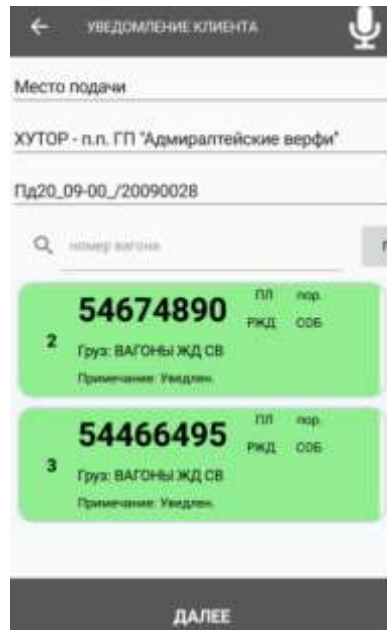 УВЕДОМЛЕНИЕ КЛИЕНТА
Место подачи
ХУТОР - п.п. ГП "Адмиралтейские верфи"
Пд20_09-00_/20090028
номер вагона
54674890 ПЛ пор.
РЖД СОБ
2
Груз: ВАГОНЫ ЖД СВ
Примечание: Уведлен.
54466495 ПЛ пор.
РЖД СОБ
3
Груз: ВАГОНЫ ЖД СВ
Примечание: Уведлен.
ДАЛЕЕ